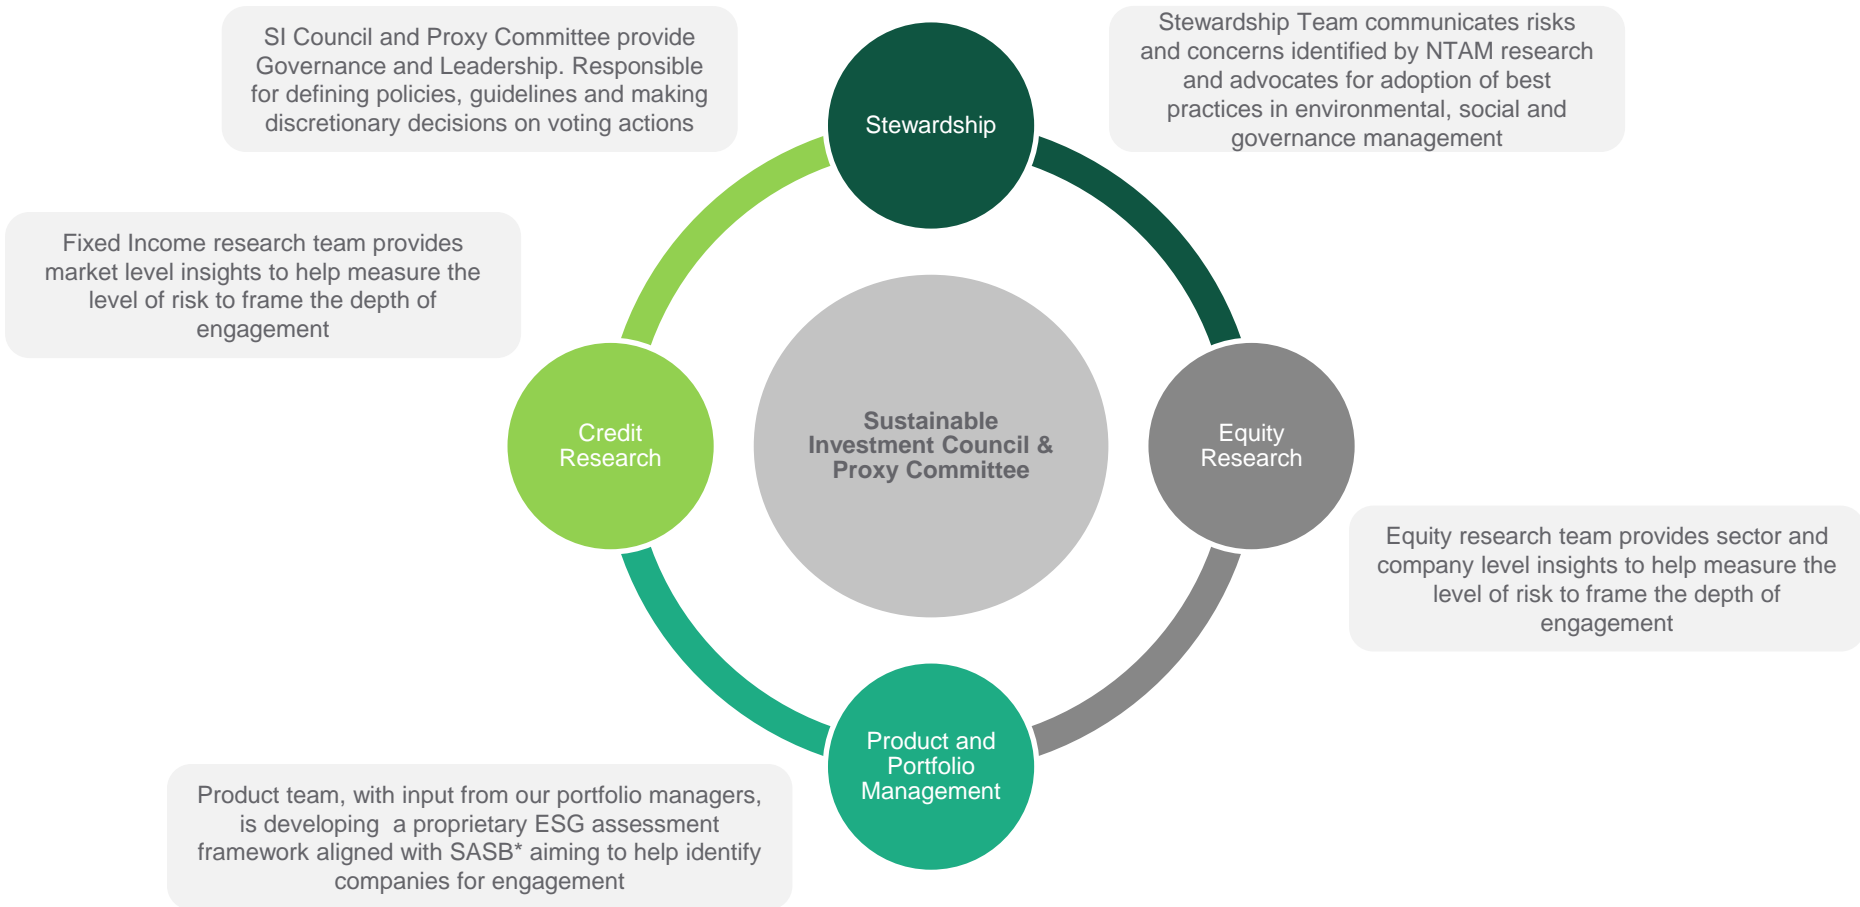 SI Council and Proxy Committee provide
Governance and Leadership. Responsible
for defining policies, guidelines and making
discretionary decisions on voting actions
Stewardship
Stewardship Team communicates risks
and concerns identified by NTAM research
and advocates for adoption of best
practices in environmental, social and
governance management
Fixed Income research team provides
market level insights to help measure the
level of risk to frame the depth of
engagement
Credit
Research
Sustainable
Investment Council &
Proxy Committee
Equity
Research
Equity research team provides sector and
company level insights to help measure the
level of risk to frame the depth of
engagement
Product and
Portfolio
Management
Product team, with input from our portfolio managers,
is developing  a proprietary ESG assessment
framework aligned with SASB* aiming to help identify
companies for engagement